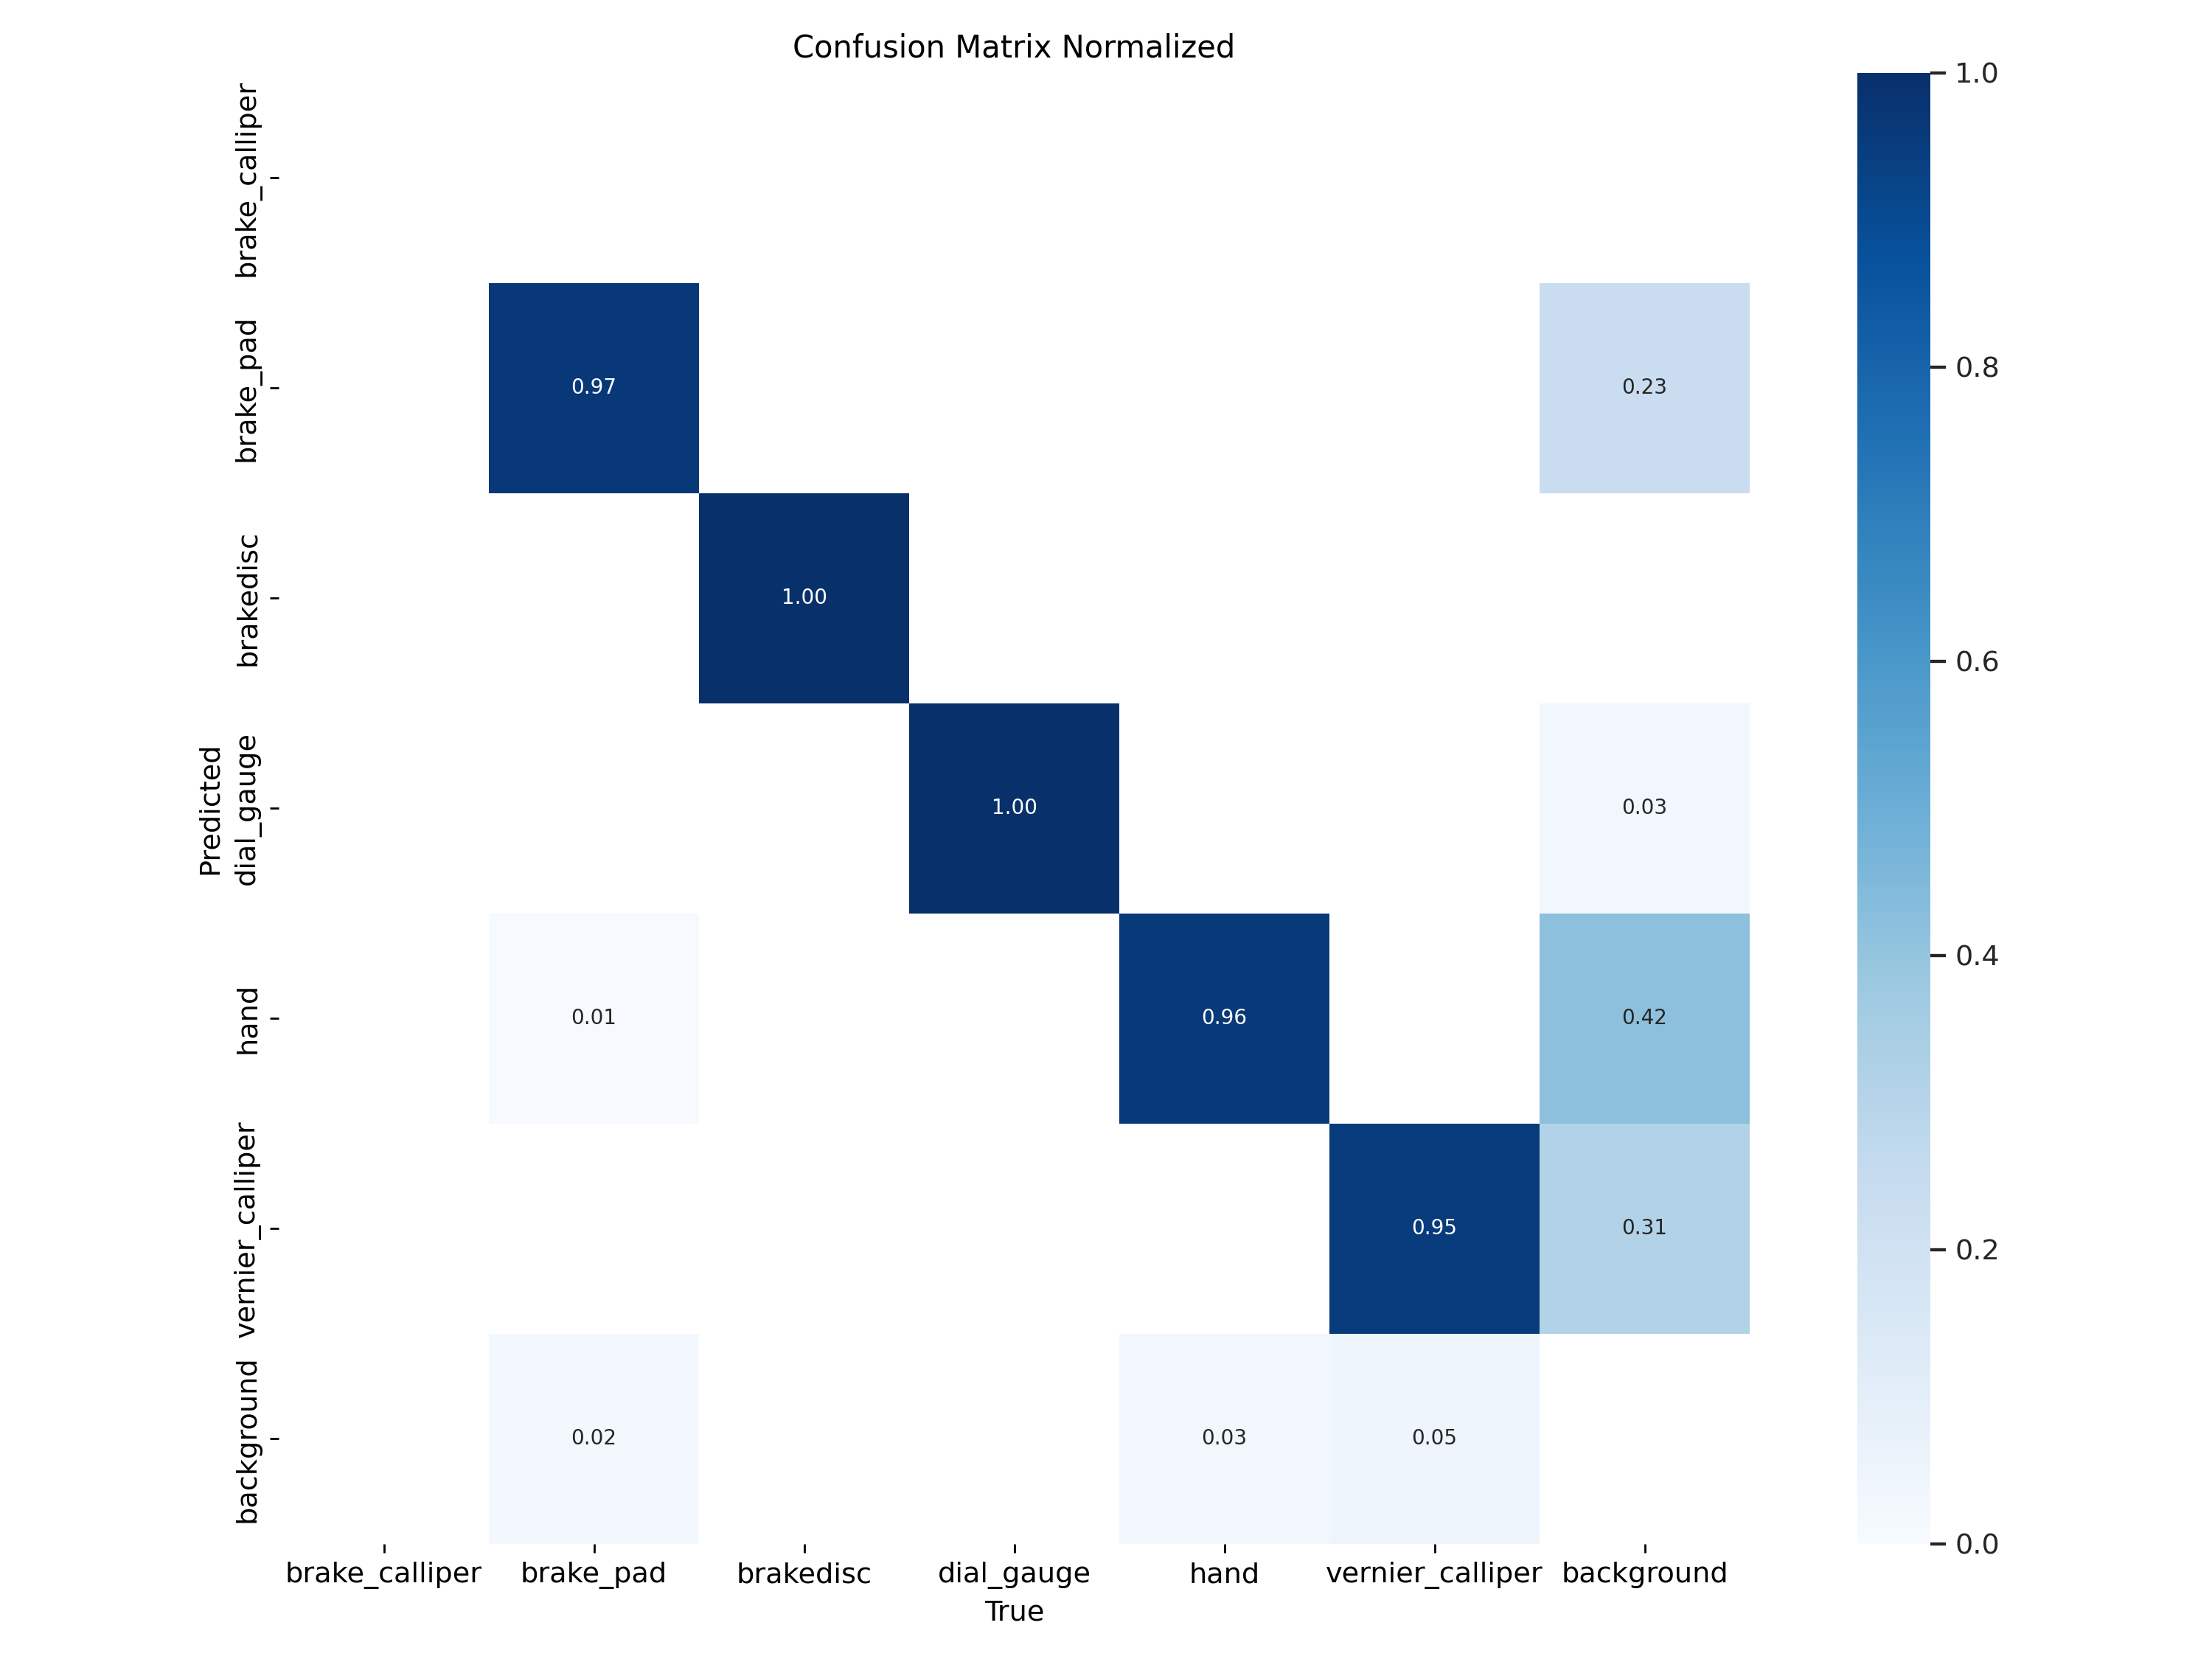 Confusion Matrix Normalized
brake_calliper
brake_pad
brakedisc
dial_gauge
hand
vernier_calliper
background
Predicted
0.97
0.23
1.00
1.00
0.03
0.01
0.96
0.42
0.95
0.31
0.02
0.03
0.05
brake_calliper brake_pad brakedisc dial_gauge hand vernier_calliper background
True
1.0
0.8
0.6
0.4
0.2
0.0